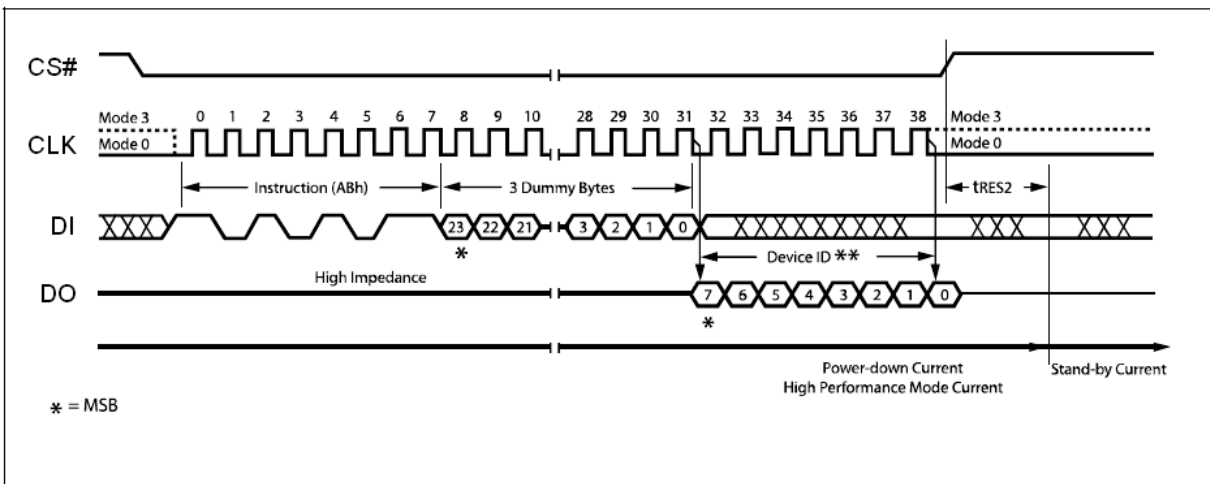 CS#
Mode 3 0 1 2 3 4 5 6 7 8 9 10 28 29 30 31 32 33 34 35 36 37 38 Mode 3
CLK Mode 0 Mode 0
Instruction (ABh) 3 Dummy Bytes tRES2
DI 23 22 21 3 2 1 0
* Device ID **
High Impedance
DO 7 6 5 4 3 2 1 0
*
Power-down Current Stand-by Current
High Performance Mode Current
* = MSB